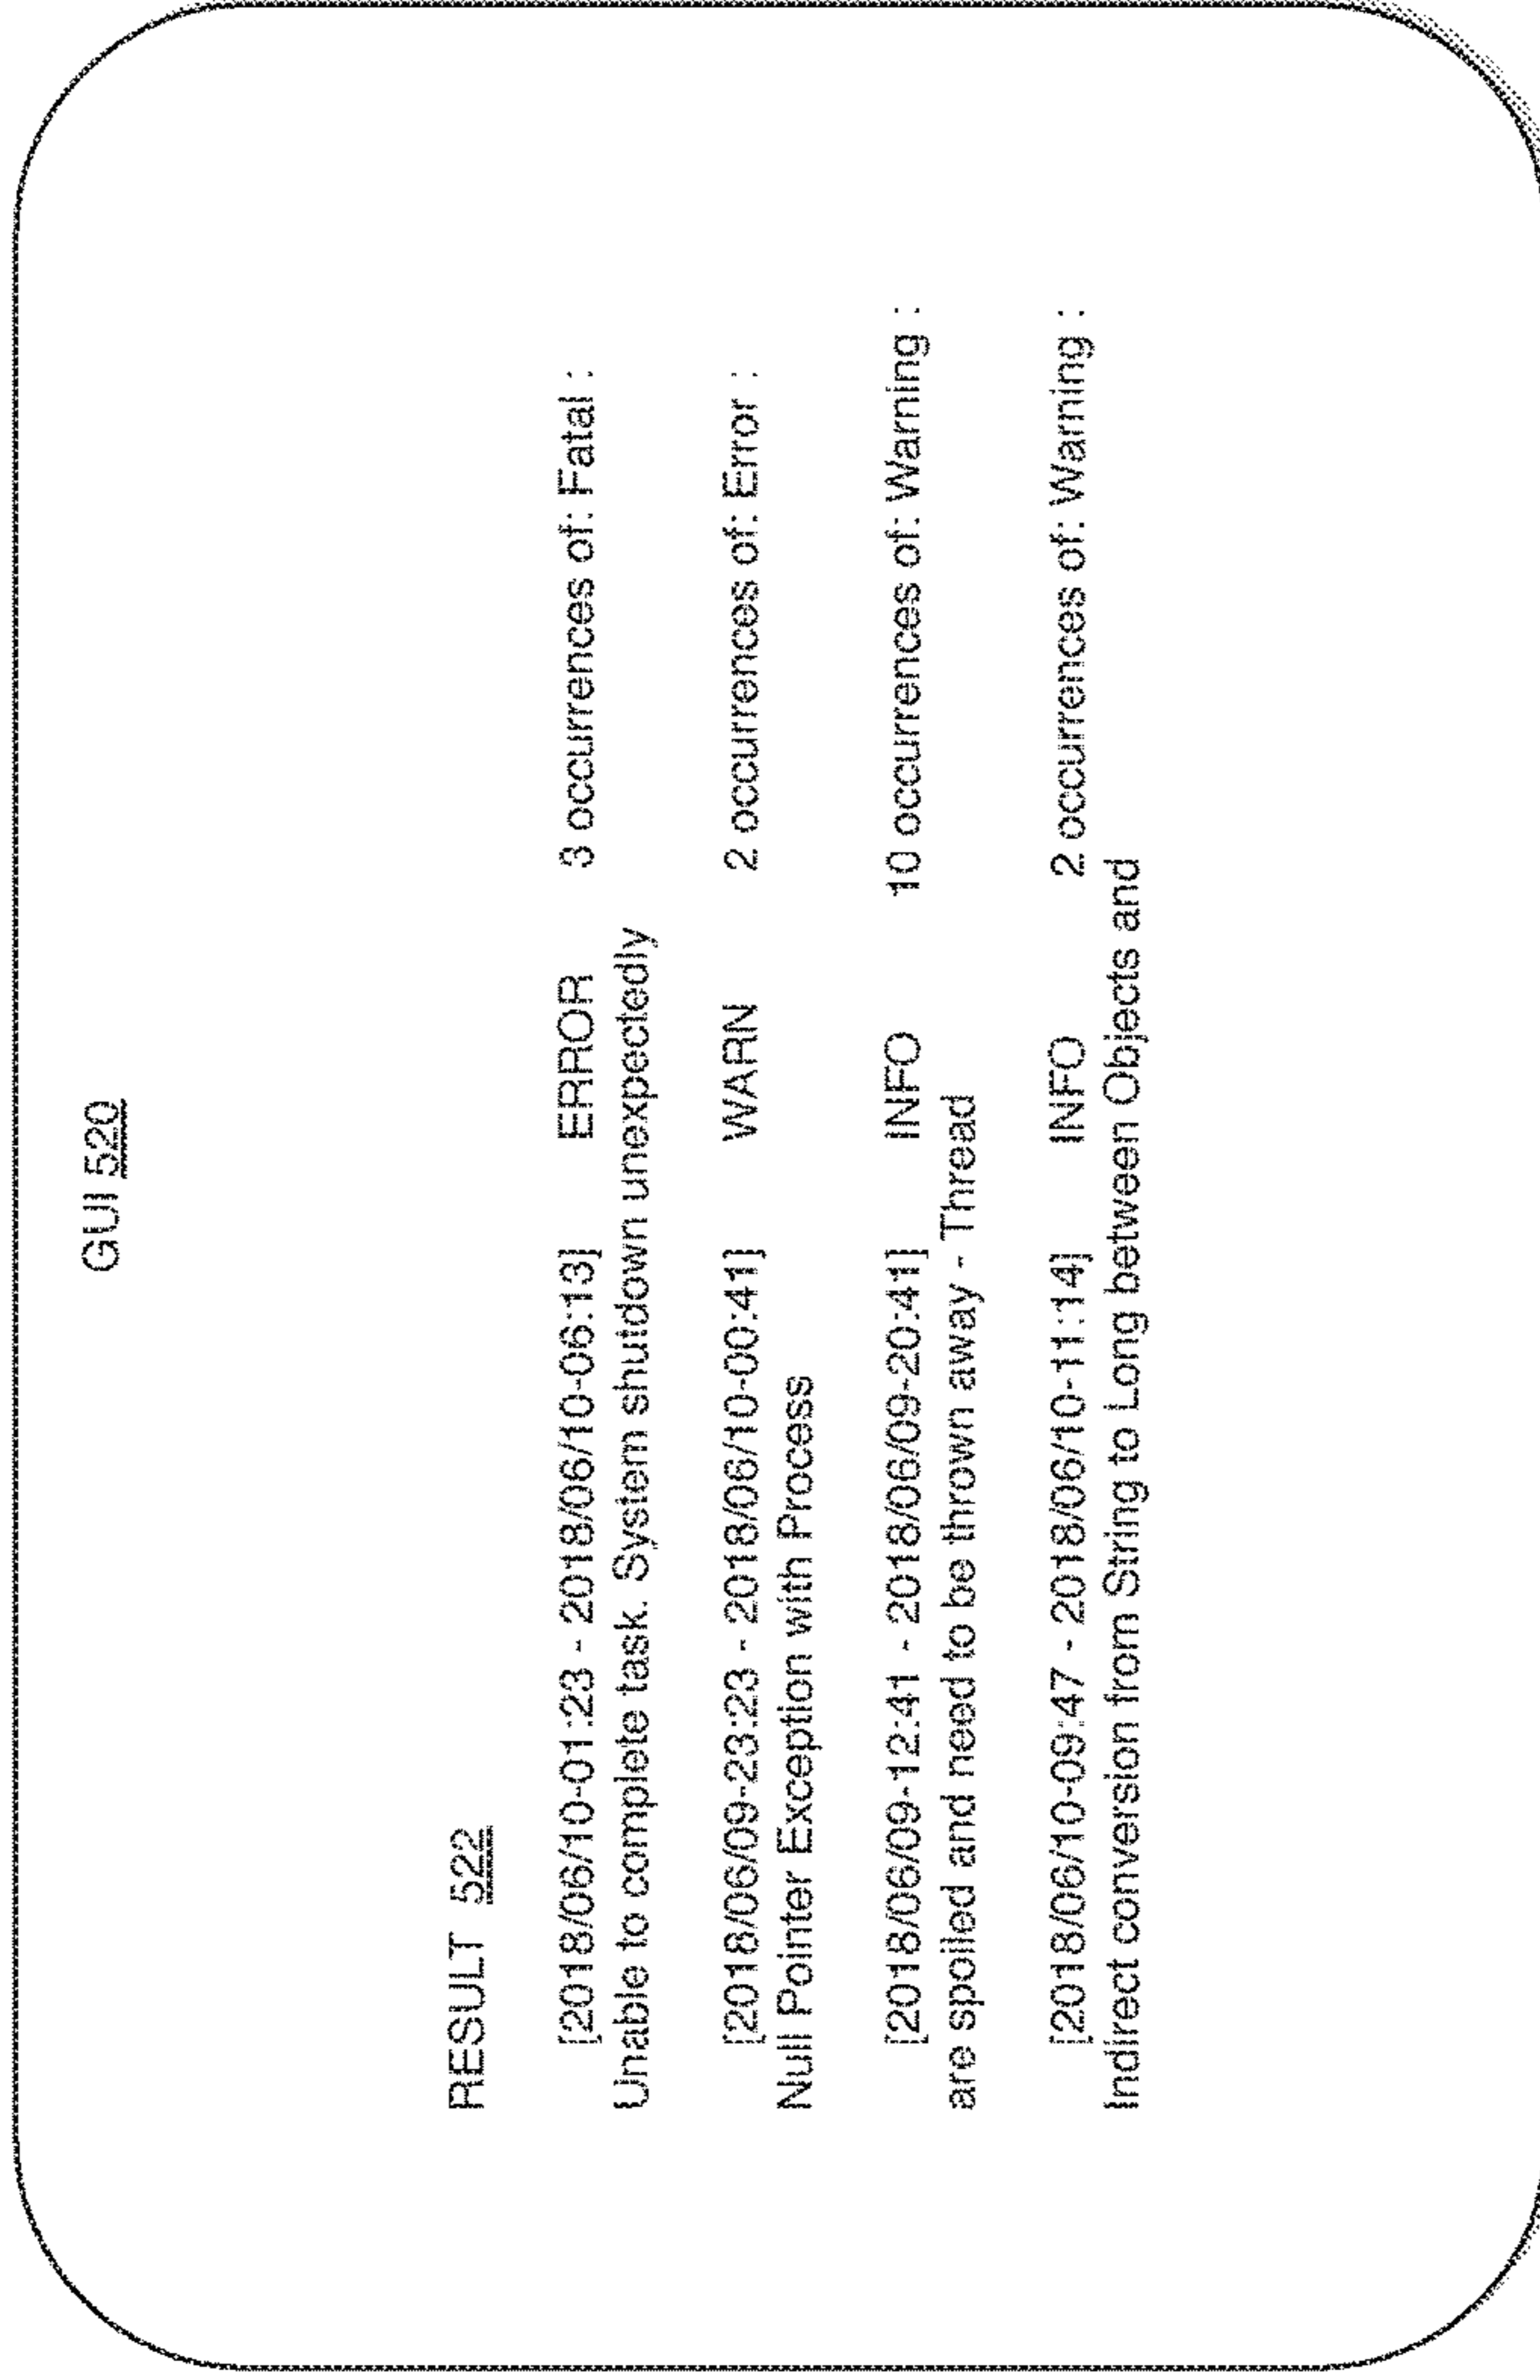 GUI 520
RESULT 522
[2018/06/10-01:23 - 2018/06/10-06:13] ERROR 3 occurrences of: Fatal :
Unable to complete task. System shutdown unexpectedly
[2018/06/09-23:23 - 2018/06/10-00:41] WARN 2 occurrences of: Error :
Null Pointer Exception with Process
[2018/06/09-12:41 - 2018/06/09-20:41] INFO 10 occurrences of: Warning :
are spoiled and need to be thrown away - Thread
[2018/06/10-09:47 - 2018/06/10-11:14] INFO 2 occurrences of: Warning :
Indirect conversion from String to Long between Objects and